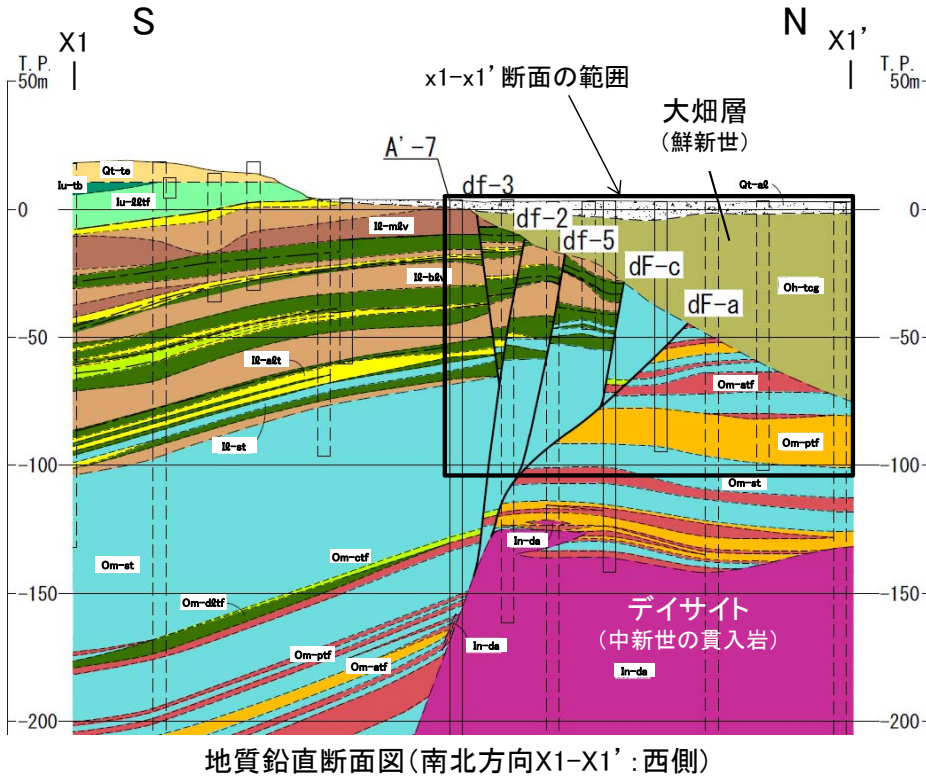 S
N
X1
X1'
T.P.
50m
T.P.
50m
x1-x1'断面の範囲
大畑層
(鮮新世)
A'-7
Qt-te
Qt-aℓ
df-3
Iu-tb
Iu-ℓℓtf
0
0
df-2
Iℓ-mℓv
df-5
dF-c
Iℓ-bℓv
Oh-tcg
dF-a
-50
-50
Iℓ-aℓt
Om-atf
Om-ptf
Iℓ-st
-100
-100
Om-st
In-da
Om-st
Om-ctf
-150
-150
デイサイト
(中新世の貫入岩)
Om-dℓtf
In-da
Om-ptf
Om-atf
In-da
-200
-200
地質鉛直断面図(南北方向X1-X1':西側)